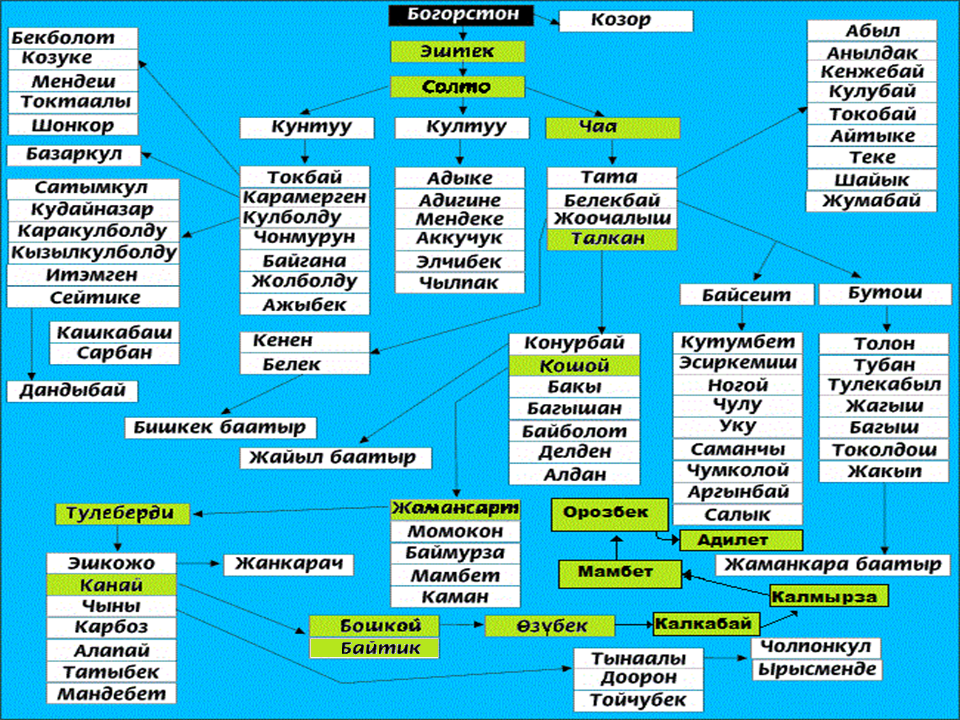 Богорстон
Козор
Эштек
Солто
Бекболот
Козуке
Мендеш
Токтаалы
Шонкор
Базаркул
Сатымкул
Кудайназар
Каракулболду
Кызылкулболду
Итэмген
Сейтике
Кашкабаш
Сарбан
Дандыбай
Кунтуу
Токбай
Карамерген
Кулболду
Чонмурун
Байгана
Жолболду
Ажыбек
Култуу
Адыке
Адигине
Мендеке
Аккучук
Элчибек
Чылпак
Чаа
Тата
Белекбай
Жоочалыш
Талкан
Абыл
Анылдак
Кенжебай
Кулубай
Токобай
Айтыке
Теке
Шайык
Жумабай
Кенен
Белек
Бишкек баатыр
Жайыл баатыр
Конурбай
Кошой
Бакы
Багышан
Байболот
Делден
Алдан
Байсеит
Кутумбет
Эсиркемиш
Ногой
Чулу
Уку
Саманчы
Чумколой
Аргынбай
Салык
Бутош
Толон
Тубан
Тулекабыл
Жагыш
Багыш
Токолдош
Жакып
Жаманкара баатыр
Тулеберди
Жамансарт
Момокон
Баймурза
Мамбет
Каман
Эшкожо
Канай
Чыны
Карбоз
Алапай
Татыбек
Мандебет
Жанкарач
Бошкой
Байтик
Өзүбек
Калкабай
Калмырза
Мамбет
Орозбек
Адилет
Тынаалы
Доорон
Тойчубек
Чолпонкул
Ырысменде